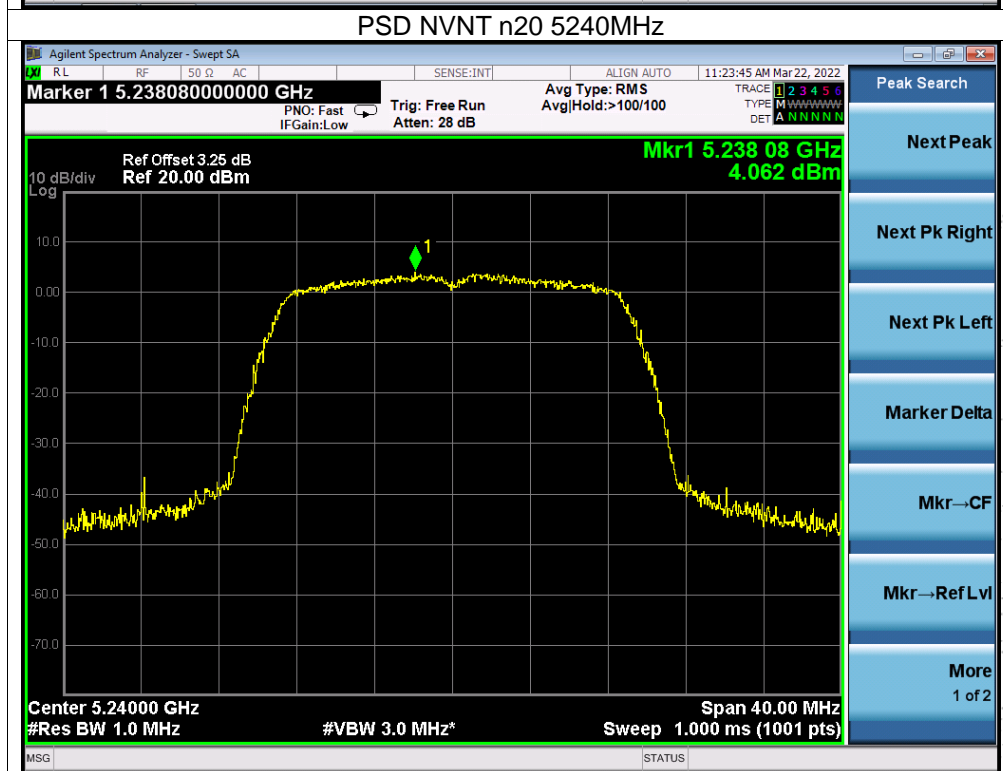 PSD NVNT n20 5240MHz
Agilent Spectrum Analyzer - Swept SA
LXI RL RF 50 Ω AC SENSE:INT ALIGN AUTO 11:23:45 AM Mar 22, 2022
Marker 1 5.238080000000 GHz
PNO: Fast
IFGain:Low
Trig: Free Run
Atten: 28 dB
Avg Type: RMS
Avg|Hold:>100/100
TRACE 1 2 3 4 5 6
TYPE M WWWWW
DET A N N N N N
Peak Search
Next Peak
Next Pk Right
Next Pk Left
Marker Delta
Mkr→CF
Mkr→Ref Lvl
More
1 of 2
Mkr1 5.238 08 GHz
4.062 dBm
Ref Offset 3.25 dB
10 dB/div Ref 20.00 dBm
Log
1
10.0
0.00
-10.0
-20.0
-30.0
-40.0
-50.0
-60.0
-70.0
Center 5.24000 GHz Span 40.00 MHz
#Res BW 1.0 MHz #VBW 3.0 MHz* Sweep 1.000 ms (1001 pts)
MSG STATUS